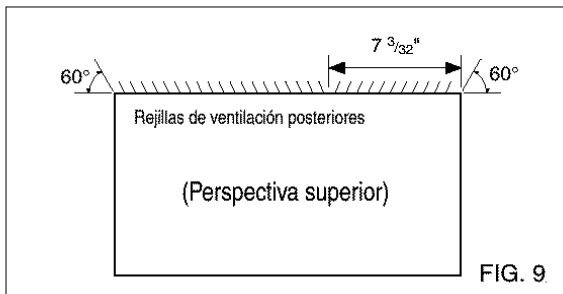 7 3/32"
60°
60°
Rejillas de ventilación posteriores
(Perspectiva superior)
FIG. 9